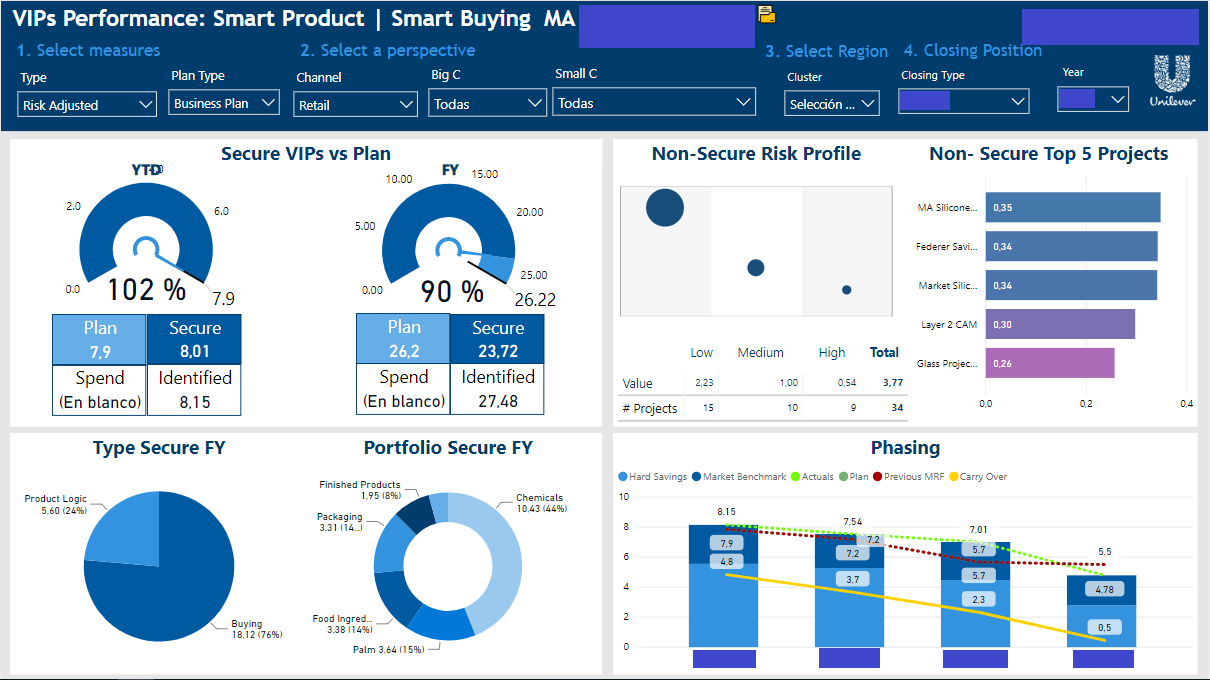 VIPs Performance: Smart Product | Smart Buying MA
1. Select measures
2. Select a perspective
3. Select Region
4. Closing Position
Type
Plan Type
Channel
Big C
Small C
Cluster
Closing Type
Year
Risk Adjusted
Business Plan
Retail
Todas
Todas
Selección ...
Unilever
Secure VIPs vs Plan
YTD
2.0
6.0
0.0
7.9
102 %
Plan
7,9
Secure
8,01
Spend
(En blanco)
Identified
8,15
FY
10.00
15.00
5.00
20.00
0.00
25.00
26.22
90 %
Plan
26,2
Secure
23,72
Spend
(En blanco)
Identified
27,48
Non-Secure Risk Profile
Low Medium High Total
Value 2,23 1,00 0,54 3,77
# Projects 15 10 9 34
Non- Secure Top 5 Projects
MA Silicone... 0,35
Federer Savi... 0,34
Market Silic... 0,34
Layer 2 CAM 0,30
Glass Projec... 0,26
0,0 0,2 0,4
Type Secure FY
Product Logic
5,60 (24%)
Buying
18,12 (76%)
Portfolio Secure FY
Finished Products
1,95 (8%)
Chemicals
10,43 (44%)
Packaging
3,31 (14...)
Food Ingred...
3,38 (14%)
Palm 3,64 (15%)
Phasing
Hard Savings Market Benchmark Actuals Plan Previous MRF Carry Over
10
8
6
4
2
0
8,15
7.9
4,8
7,54
7.2
7.2
3,7
7,01
5.7
5,7
2,3
5.5
4,78
0,5